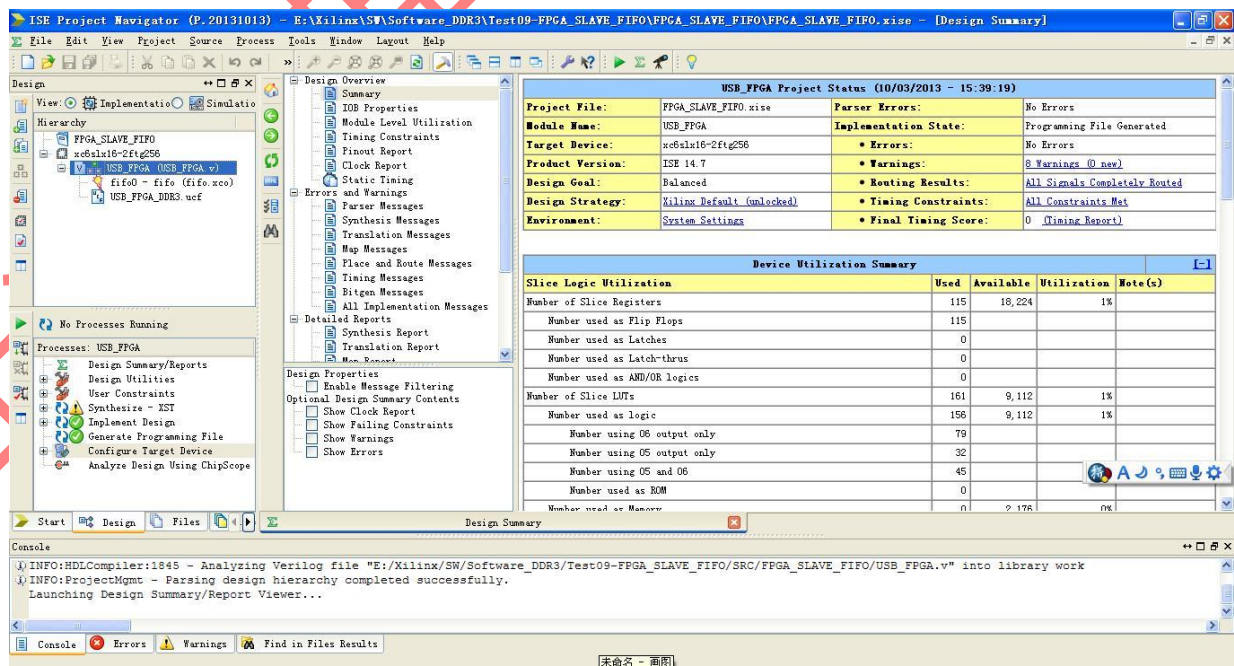 ISE Project Navigator (P.20131013) - E:\Xilinx\SW\Software_DDR3\Test09-FPGA_SLAVE_FIFO\FPGA_SLAVE_FIFO\FPGA_SLAVE_FIFO.xise - [Design Summary]
File Edit View Project Source Process Tools Window Layout Help
Design
View: Implementatio Simulatio
Hierarchy
FPGA_SLAVE_FIFO
xc6slx16-2ftg256
USB_FPGA (USB_FPGA.v)
fifo0 - fifo (fifo.xco)
USB_FPGA_DDR3.ucf
No Processes Running
Processes: USB_FPGA
Design Summary/Reports
Design Utilities
User Constraints
Synthesize - XST
Implement Design
Generate Programming File
Configure Target Device
Analyze Design Using ChipScope
Start Design Files
Design Overview
Summary
IOB Properties
Module Level Utilization
Timing Constraints
Pinout Report
Clock Report
Static Timing
Errors and Warnings
Parser Messages
Synthesis Messages
Translation Messages
Map Messages
Place and Route Messages
Timing Messages
Bitgen Messages
All Implementation Messages
Detailed Reports
Synthesis Report
Translation Report
Map Report
Design Properties
Enable Message Filtering
Optional Design Summary Contents
Show Clock Report
Show Failing Constraints
Show Warnings
Show Errors
USB_FPGA Project Status (10/03/2013 - 15:39:19)
Project File: FPGA_SLAVE_FIFO.xise Parser Errors: No Errors
Module Name: USB_FPGA Implementation State: Programming File Generated
Target Device: xc6slx16-2ftg256 • Errors: No Errors
Product Version: ISE 14.7 • Warnings: 8 Warnings (0 new)
Design Goal: Balanced • Routing Results: All Signals Completely Routed
Design Strategy: Xilinx Default (unlocked) • Timing Constraints: All Constraints Met
Environment: System Settings • Final Timing Score: 0 (Timing Report)
Device Utilization Summary [-]
Slice Logic Utilization Used Available Utilization Note(s)
Number of Slice Registers 115 18,224 1%
Number used as Flip Flops 115
Number used as Latches 0
Number used as Latch-thrus 0
Number used as AND/OR logics 0
Number of Slice LUTs 161 9,112 1%
Number used as logic 156 9,112 1%
Number using O6 output only 79
Number using O5 output only 32
Number using O5 and O6 45
Number used as ROM 0
Number used as Memory 0 2,176 0%
拼 A
Design Summary
Console
INFO:HDLCompiler:1845 - Analyzing Verilog file "E:/Xilinx/SW/Software_DDR3/Test09-FPGA_SLAVE_FIFO/SRC/FPGA_SLAVE_FIFO/USB_FPGA.v" into library work
INFO:ProjectMgmt - Parsing design hierarchy completed successfully.
Launching Design Summary/Report Viewer...
Console Errors Warnings Find in Files Results
未命名 - 画图